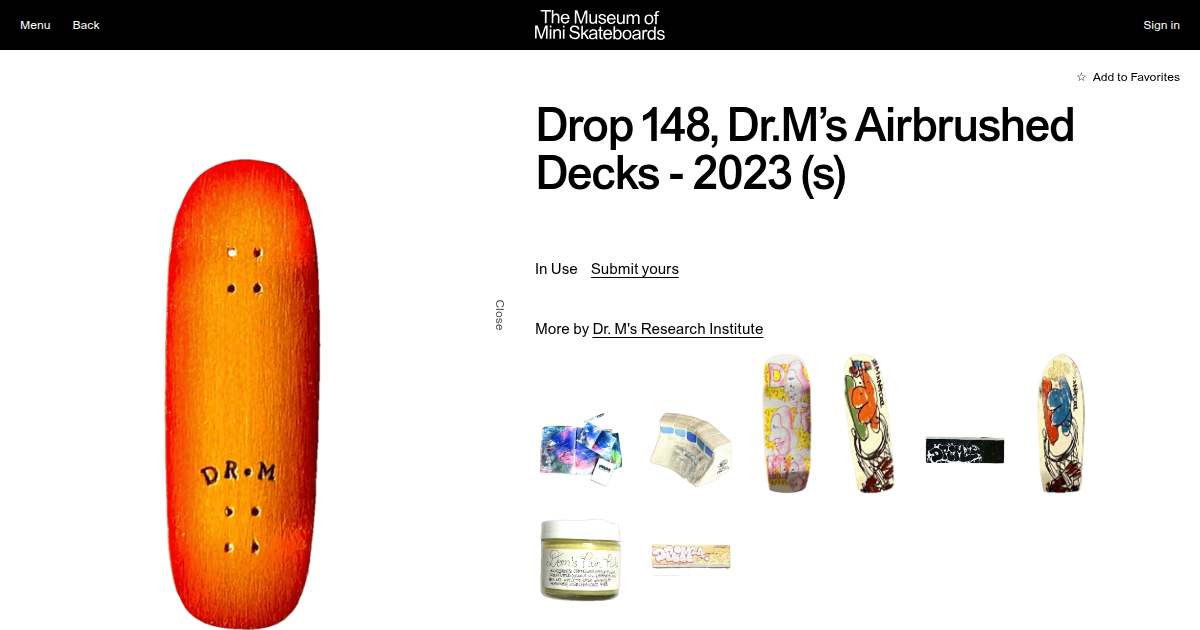 Menu
Back
The Museum of
Mini Skateboards
Sign in
☆ Add to Favorites
Drop 148, Dr.M’s Airbrushed
Decks - 2023 (s)
In Use
Submit yours
Close
More by Dr. M's Research Institute
DR•M